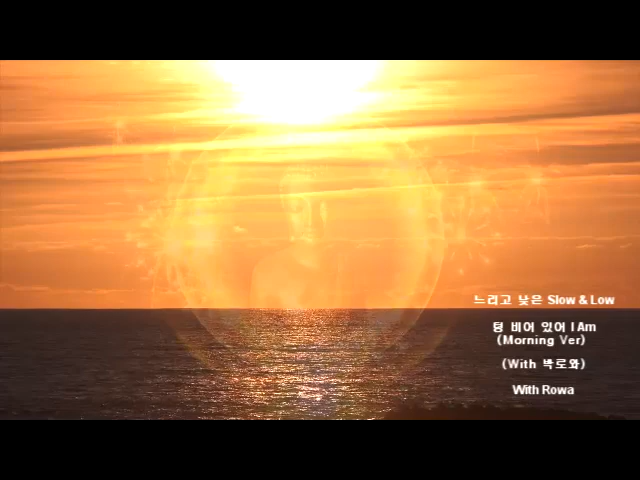 느리고 낮은 Slow & Low
텅 비어 있어 I Am
(Morning Ver)
(With 박로와)
With Rowa